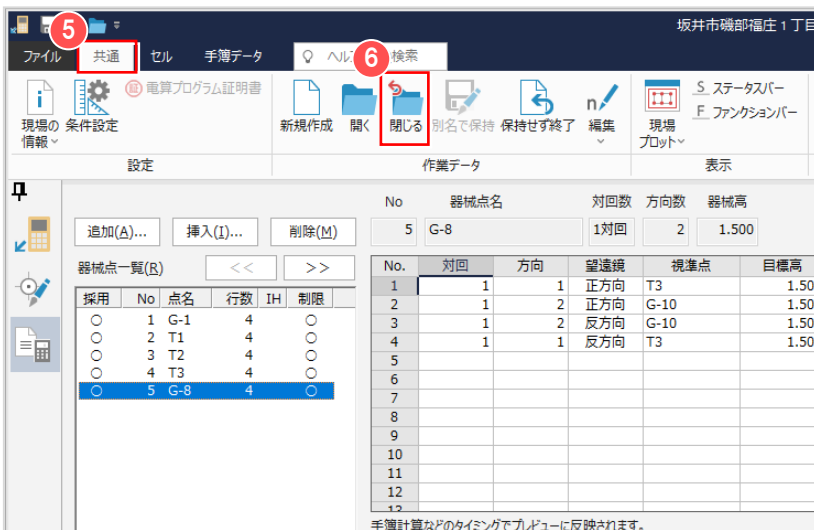 5
坂井市磯部福庄1丁目
ファイル 共通 セル 手簿データ ヘル 検索
6
電算プログラム証明書
S ステータスバー
F ファンクションバー
現場の情報 条件設定 新規作成 開く 閉じる 別名で保持 保持せず終了 編集 現場プロット
設定 作業データ 表示
No 器械点名 対回数 方向数 器械高
追加(A)... 挿入(I)... 削除(M) 5 G-8 1対回 2 1.500
器械点一覧(R) << >>
No. 対回 方向 望遠鏡 視準点 目標高
採用 No 点名 行数 IH 制限
1 1 1 正方向 T3 1.50
2 1 2 正方向 G-10 1.50
3 1 2 反方向 G-10 1.50
4 1 1 反方向 T3 1.50
5
6
7
8
9
10
11
12
13
○ 1 G-1 4 ○
○ 2 T1 4 ○
○ 3 T2 4 ○
○ 4 T3 4 ○
○ 5 G-8 4 ○
手簿計算などのタイミングでプレビューに反映されます。